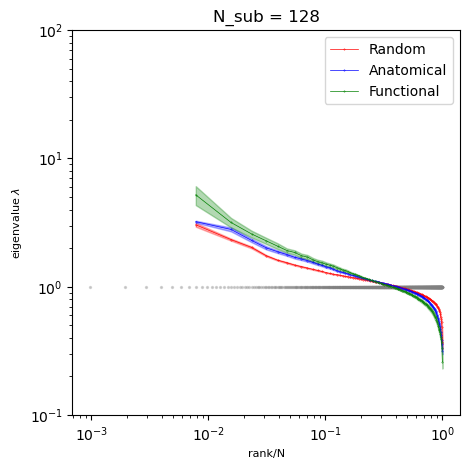 N_sub = 128
10²
10¹
10⁰
10⁻¹
eigenvalue λ
Random
Anatomical
Functional
10⁻³
10⁻²
10⁻¹
10⁰
rank/N